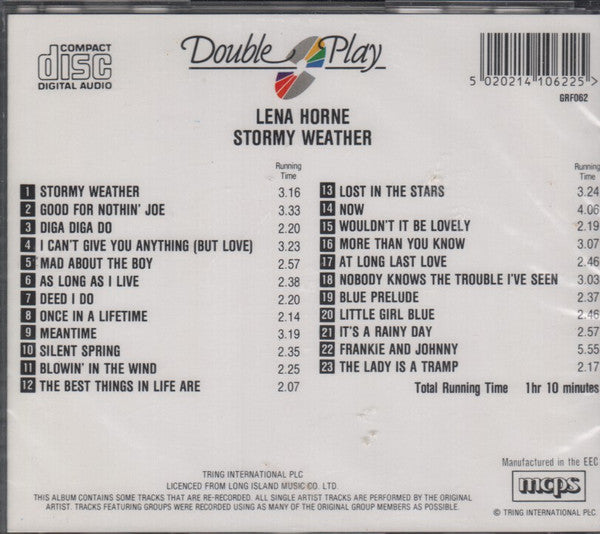 COMPACT
disc
DIGITAL AUDIO
Double Play
5 020214 106225 >
GRF062
LENA HORNE
STORMY WEATHER
Running
Time
1 STORMY WEATHER 3.16
2 GOOD FOR NOTHIN' JOE 3.33
3 DIGA DIGA DO 2.20
4 I CAN'T GIVE YOU ANYTHING (BUT LOVE) 3.23
5 MAD ABOUT THE BOY 2.57
6 AS LONG AS I LIVE 2.38
7 DEED I DO 2.20
8 ONCE IN A LIFETIME 2.14
9 MEANTIME 3.19
10 SILENT SPRING 2.35
11 BLOWIN' IN THE WIND 2.25
12 THE BEST THINGS IN LIFE ARE 2.07
Running
Time
13 LOST IN THE STARS 3.24
14 NOW 4.06
15 WOULDN'T IT BE LOVELY 2.19
16 MORE THAN YOU KNOW 3.07
17 AT LONG LAST LOVE 2.46
18 NOBODY KNOWS THE TROUBLE I'VE SEEN 3.03
19 BLUE PRELUDE 2.37
20 LITTLE GIRL BLUE 2.46
21 IT'S A RAINY DAY 2.57
22 FRANKIE AND JOHNNY 5.55
23 THE LADY IS A TRAMP 2.17
Total Running Time 1hr 10 minutes
TRING INTERNATIONAL PLC
LICENCED FROM LONG ISLAND MUSIC CO. LTD.
THIS ALBUM CONTAINS SOME TRACKS THAT ARE RE-RECORDED. ALL SINGLE ARTIST TRACKS ARE PERFORMED BY THE ORIGINAL
ARTIST. TRACKS FEATURING GROUPS WERE RECORDED USING AS MANY OF THE ORIGINAL GROUP MEMBERS AS POSSIBLE.
Manufactured in the EEC
mcps
© TRING INTERNATIONAL PLC